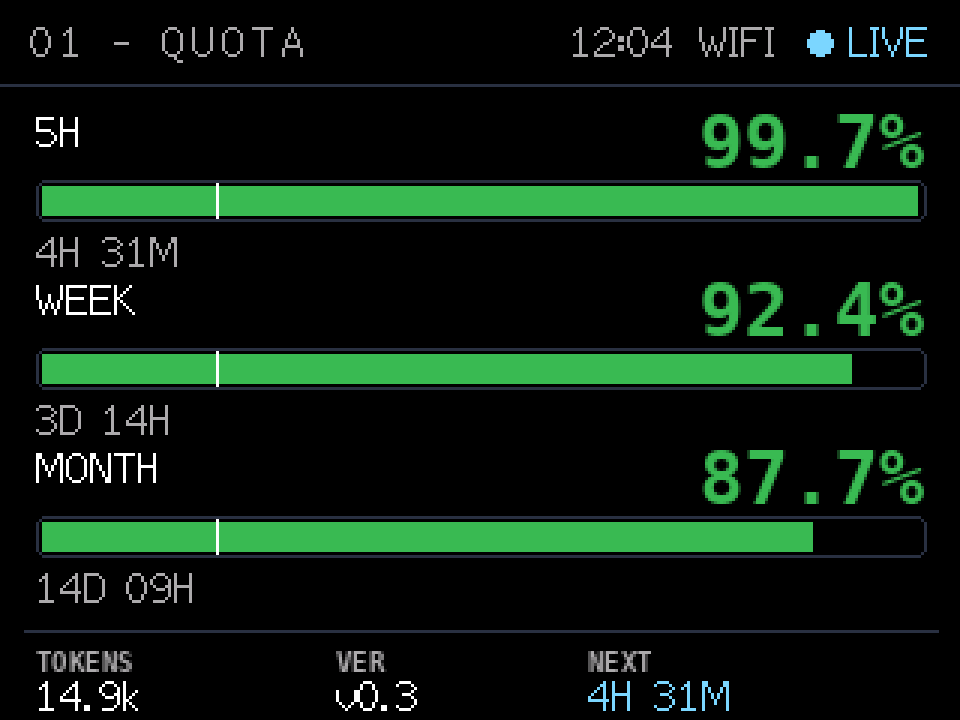 01 - QUOTA 12:04 WIFI LIVE
5H 99.7%
4H 31M
WEEK 92.4%
3D 14H
MONTH 87.7%
14D 09H
TOKENS VER NEXT
14.9k v0.3 4H 31M